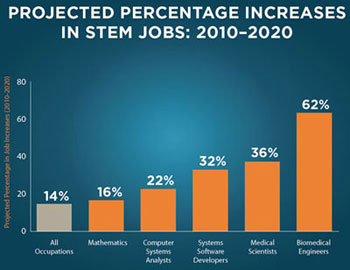 PROJECTED PERCENTAGE INCREASES
IN STEM JOBS: 2010–2020
Projected Percentage in Job Increases (2010-2020)
80
60
40
20
0
14%
16%
22%
32%
36%
62%
All
Occupations
Mathematics
Computer
Systems
Analysts
Systems
Software
Developers
Medical
Scientists
Biomedical
Engineers